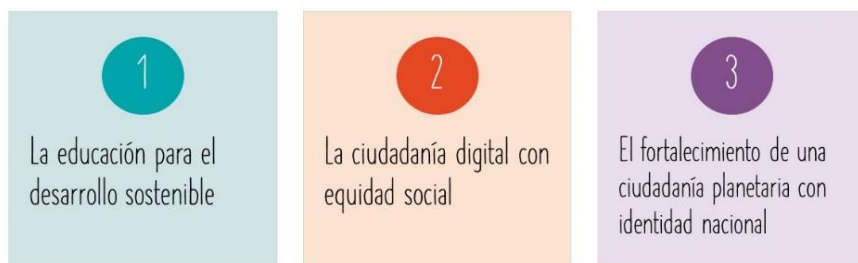 1
La educación para el
desarrollo sostenible
2
La ciudadanía digital con
equidad social
3
El fortalecimiento de una
ciudadanía planetaria con
identidad nacional